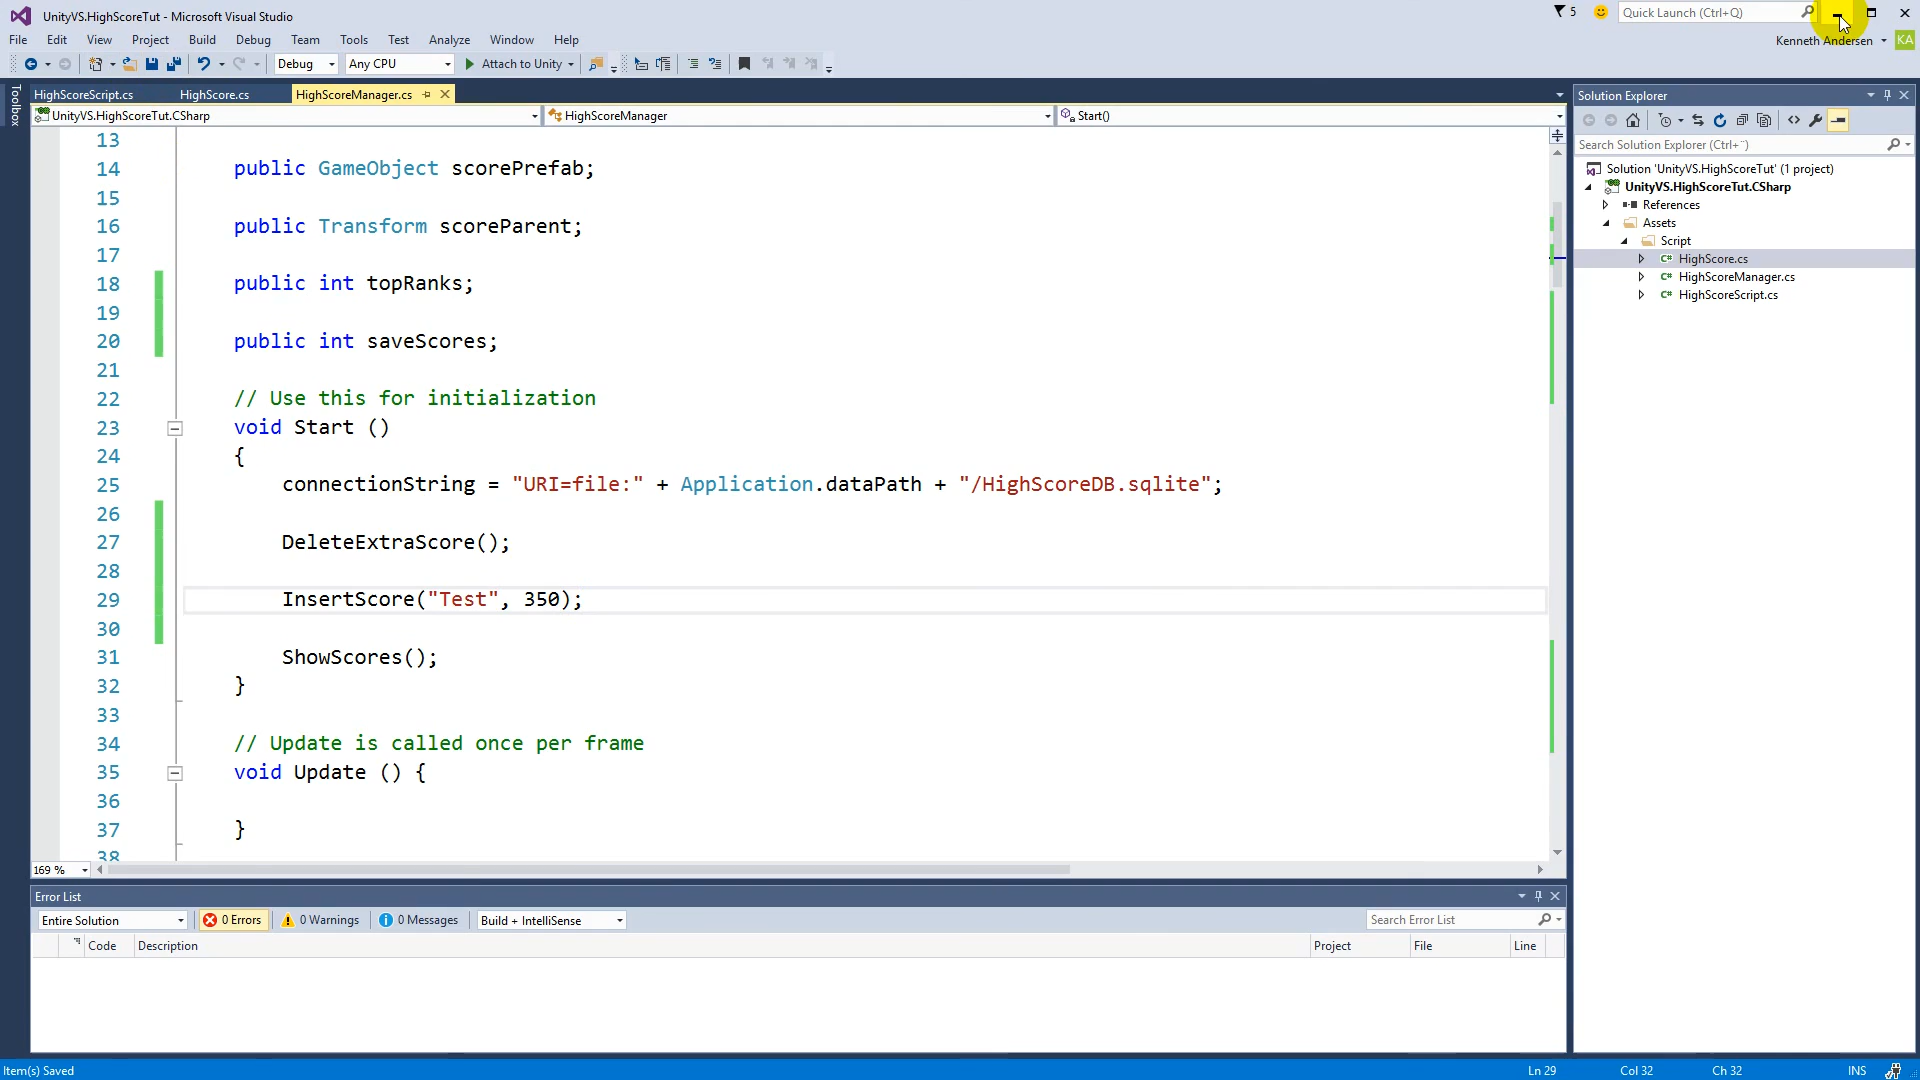 UnityVS.HighScoreTut - Microsoft Visual Studio
5
Quick Launch (Ctrl+Q)
File Edit View Project Build Debug Team Tools Test Analyze Window Help
Kenneth Andersen KA
Debug Any CPU Attach to Unity
Toolbox
HighScoreScript.cs HighScore.cs HighScoreManager.cs
UnityVS.HighScoreTut.CSharp HighScoreManager Start()
13
14 public GameObject scorePrefab;
15
16 public Transform scoreParent;
17
18 public int topRanks;
19
20 public int saveScores;
21
22 // Use this for initialization
23 void Start ()
24 {
25 connectionString = "URI=file:" + Application.dataPath + "/HighScoreDB.sqlite";
26
27 DeleteExtraScore();
28
29 InsertScore("Test", 350);
30
31 ShowScores();
32 }
33
34 // Update is called once per frame
35 void Update () {
36
37 }
38
169 %
Solution Explorer
Search Solution Explorer (Ctrl+¨)
Solution 'UnityVS.HighScoreTut' (1 project)
UnityVS.HighScoreTut.CSharp
References
Assets
Script
C# HighScore.cs
C# HighScoreManager.cs
C# HighScoreScript.cs
Error List
Entire Solution 0 Errors 0 Warnings 0 Messages Build + IntelliSense Search Error List
Code Description Project File Line
Item(s) Saved Ln 29 Col 32 Ch 32 INS